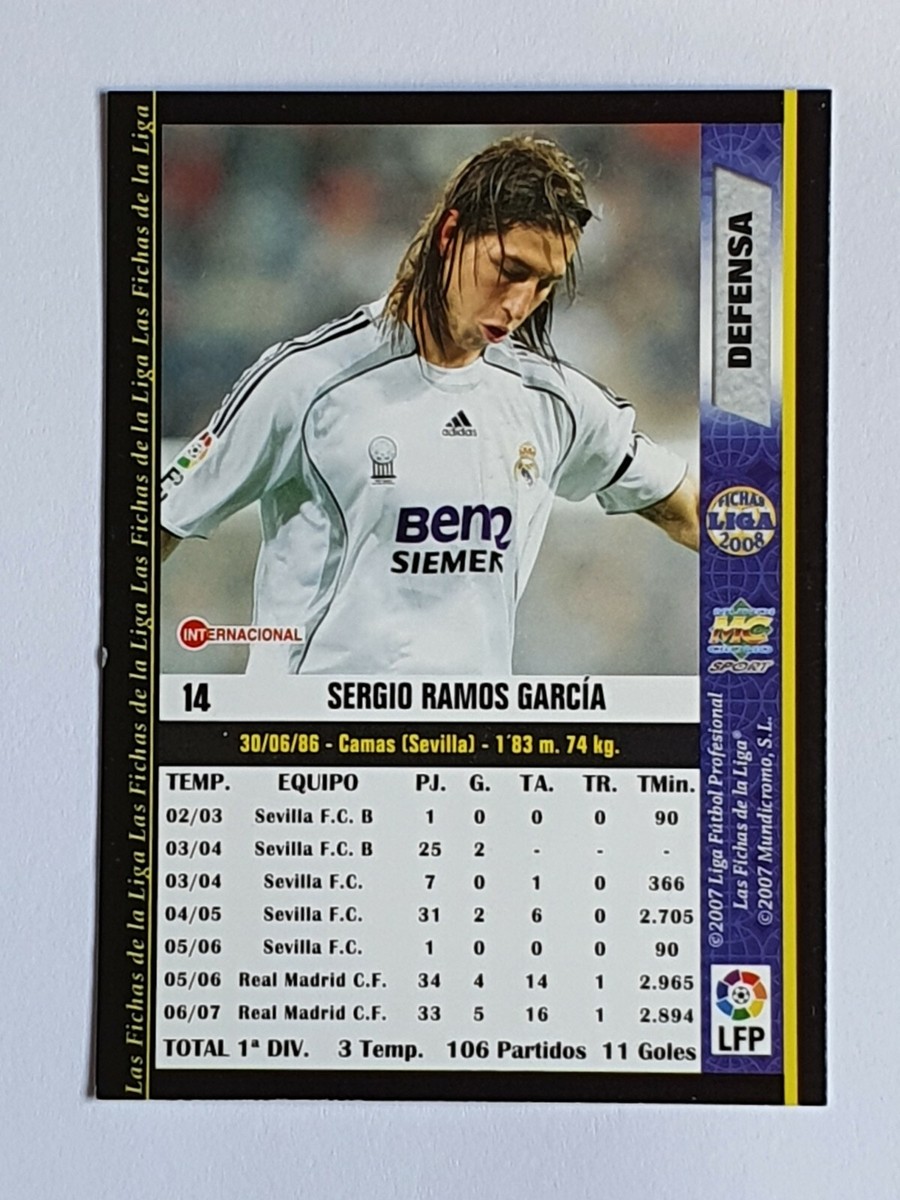 Las Fichas de la Liga Las Fichas de la Liga Las Fichas de la Liga Las Fichas de la Liga
adidas
BenQ
SIEMEN
INTERNACIONAL
DEFENSA
FICHAS
LIGA
2008
MUNDI
MC
CROMO
SPORT
14 SERGIO RAMOS GARCÍA
30/06/86 - Camas (Sevilla) - 1´83 m. 74 kg.
TEMP. EQUIPO PJ. G. TA. TR. TMin.
02/03 Sevilla F.C. B 1 0 0 0 90
03/04 Sevilla F.C. B 25 2 - - -
03/04 Sevilla F.C. 7 0 1 0 366
04/05 Sevilla F.C. 31 2 6 0 2.705
05/06 Sevilla F.C. 1 0 0 0 90
05/06 Real Madrid C.F. 34 4 14 1 2.965
06/07 Real Madrid C.F. 33 5 16 1 2.894
TOTAL 1ª DIV. 3 Temp. 106 Partidos 11 Goles
©2007 Liga Fútbol Profesional
Las Fichas de la Liga®
©2007 Mundicromo, S.L.
LFP